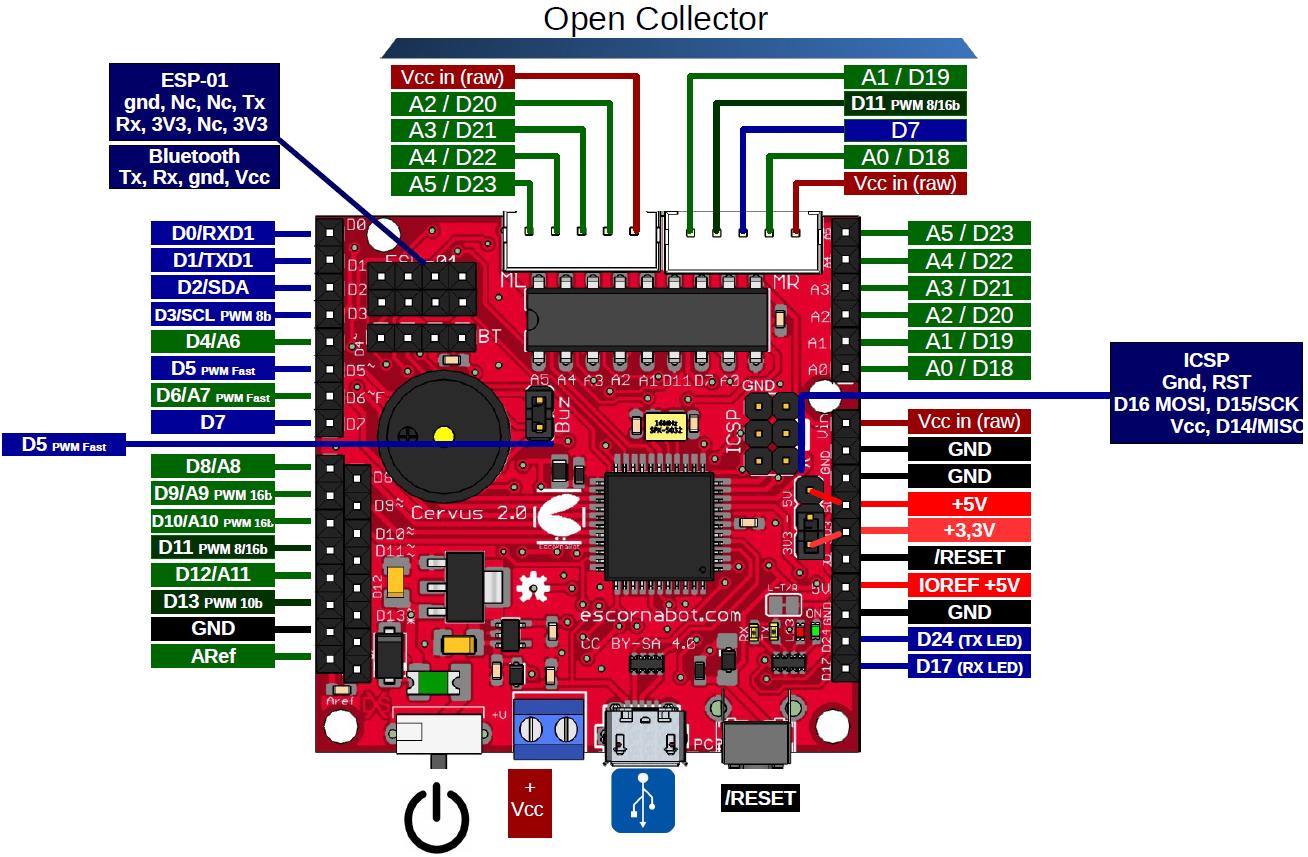 Open Collector
ESP-01
gnd, Nc, Nc, Tx
Rx, 3V3, Nc, 3V3
Bluetooth
Tx, Rx, gnd, Vcc
Vcc in (raw)
A2 / D20
A3 / D21
A4 / D22
A5 / D23
A1 / D19
D11 PWM 8/16b
D7
A0 / D18
Vcc in (raw)
D0/RXD1
D1/TXD1
D2/SDA
D3/SCL PWM 8b
D4/A6
D5 PWM Fast
D6/A7 PWM Fast
D7
D5 PWM Fast
D8/A8
D9/A9 PWM 16b
D10/A10 PWM 16b
D11 PWM 8/16b
D12/A11
D13 PWM 10b
GND
ARef
D0
D1
D2
D3
D5~
D6~F
D7
D9~
D10~
D11~
D12
D13
Aref
ESP-01
BT
ML
MR
A5 A4 A3 A2 A1 D11 D7 A0
Buz
GND
ICSP
16MHz
SPK-5032
Cervus 2.0
escornabot
escornabot.com
CC BY-SA 4.0
3V3--5V
L-T/R
ON
RX
TX
L13
+V
PCB
A3
A2
A1
A0
Vin
GND
5V
GND
D24
D17
A5 / D23
A4 / D22
A3 / D21
A2 / D20
A1 / D19
A0 / D18
Vcc in (raw)
GND
GND
+5V
+3,3V
/RESET
IOREF +5V
GND
D24 (TX LED)
D17 (RX LED)
ICSP
Gnd, RST
D16 MOSI, D15/SCK
Vcc, D14/MISO
+
Vcc
/RESET